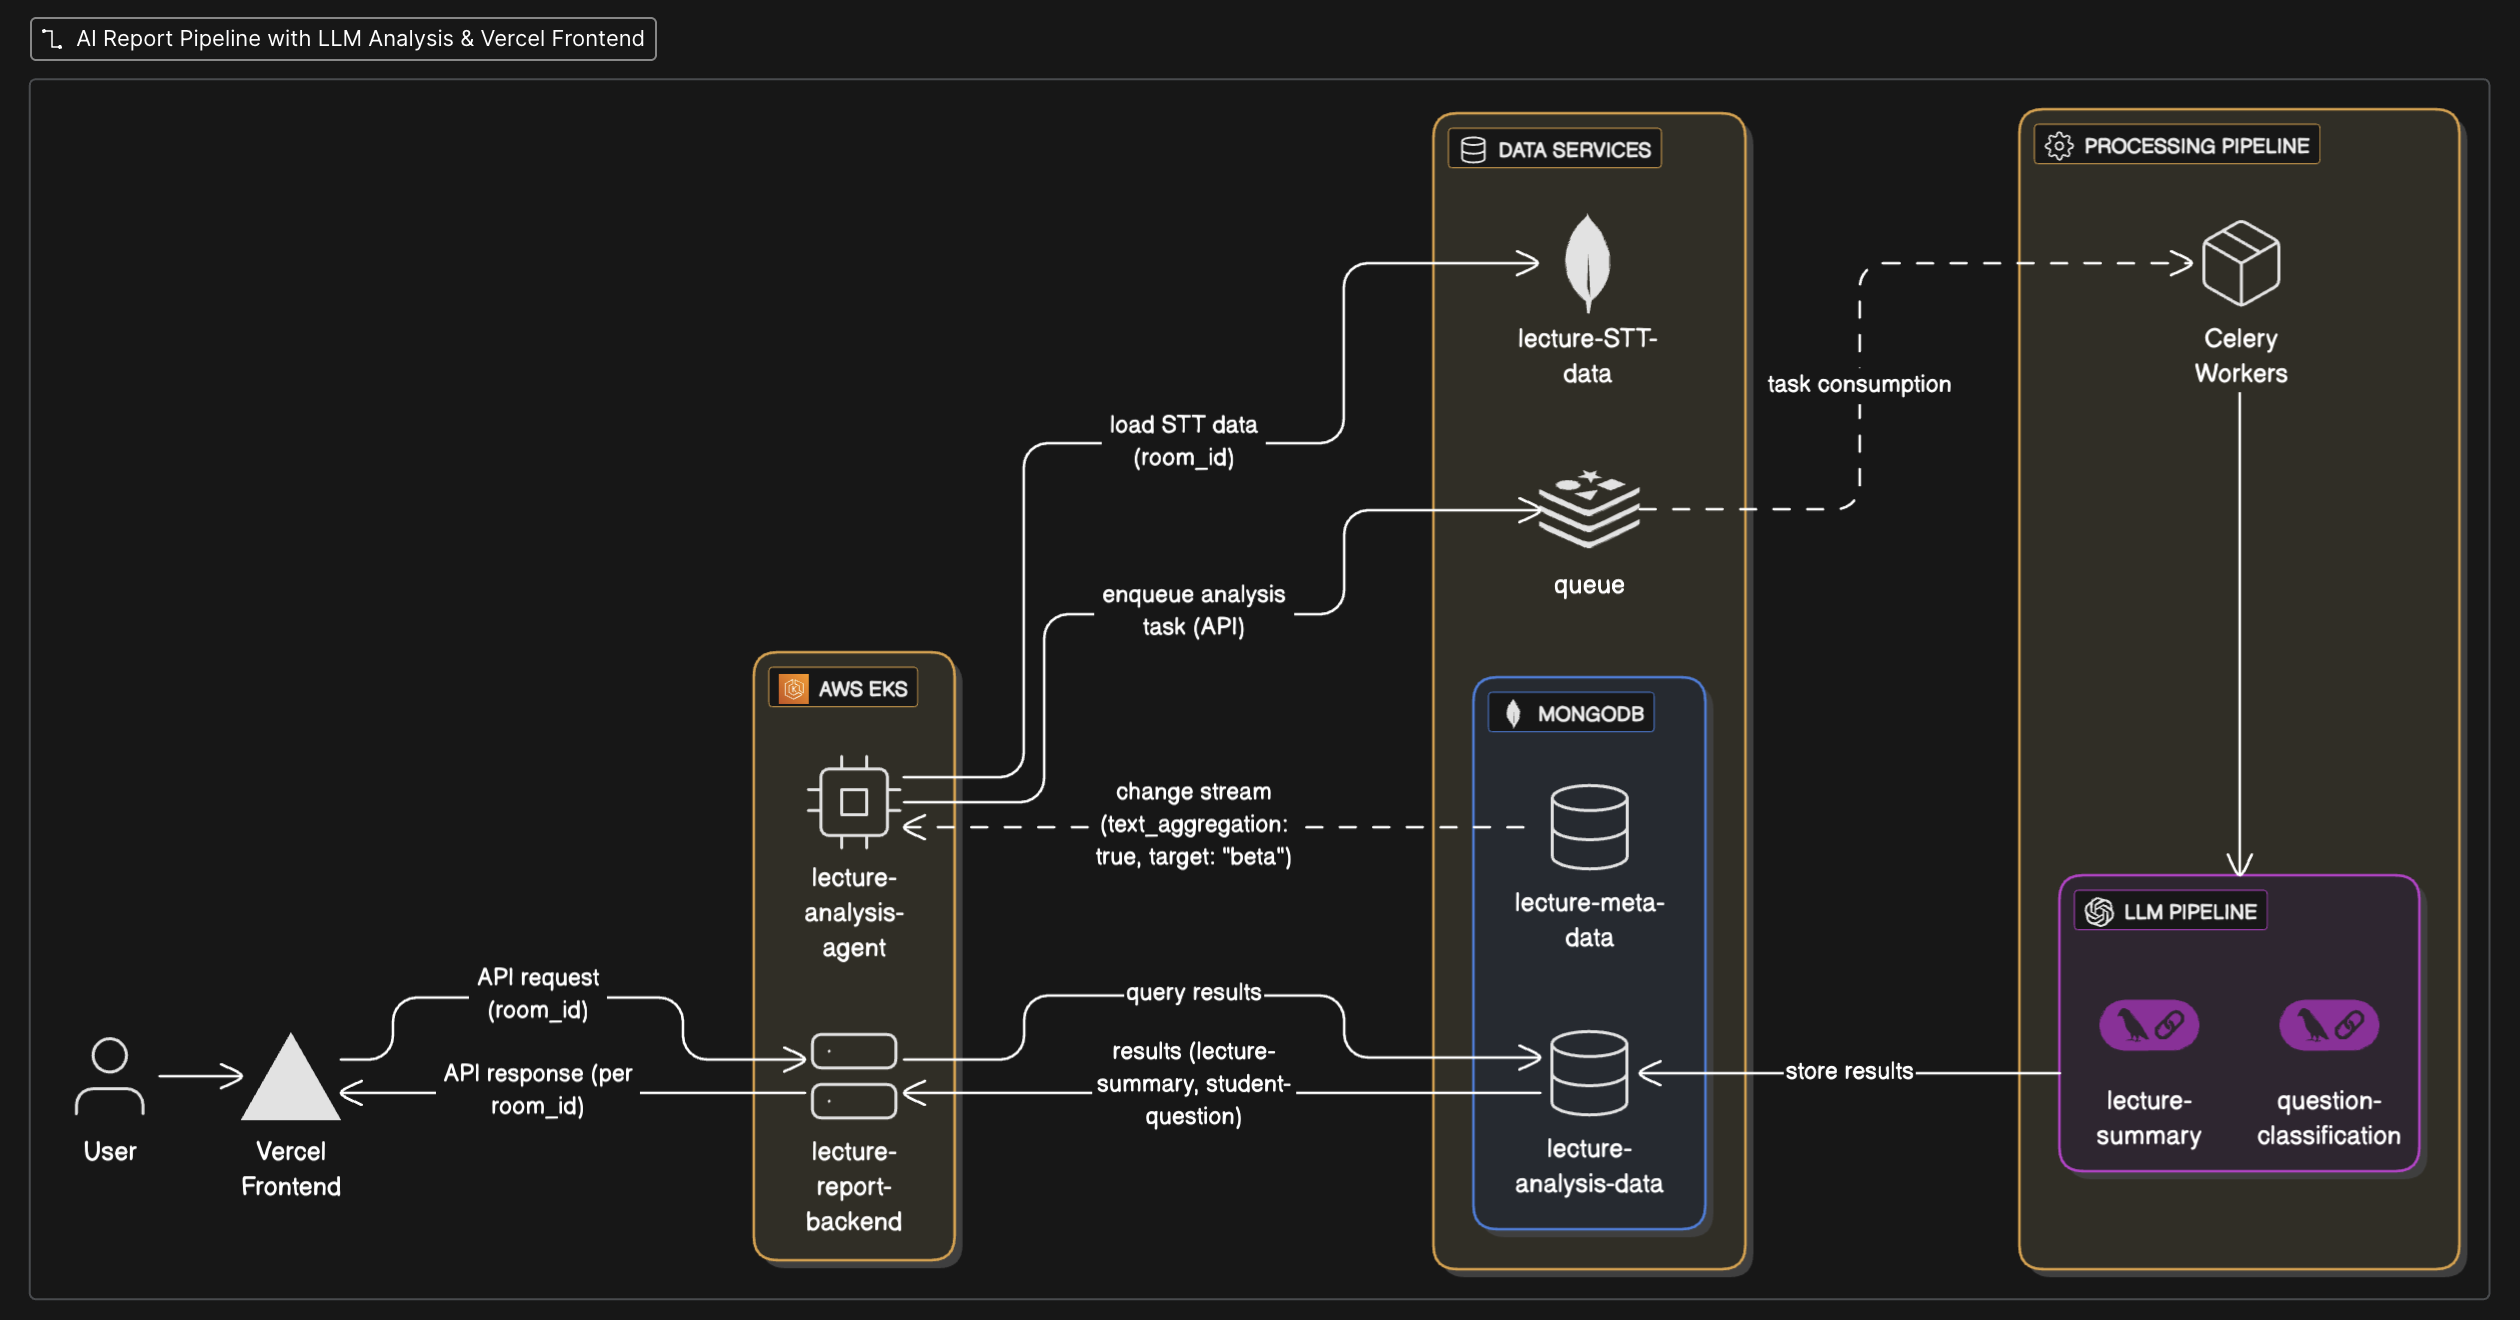 AI Report Pipeline with LLM Analysis & Vercel Frontend
DATA SERVICES
PROCESSING PIPELINE
lecture-STT-
data
Celery
Workers
task consumption
load STT data
(room_id)
queue
enqueue analysis
task (API)
AWS EKS
MONGODB
change stream
(text_aggregation:
true, target: "beta")
lecture-
analysis-
agent
lecture-meta-
data
LLM PIPELINE
API request
(room_id)
query results
API response (per
room_id)
results (lecture-
summary, student-
question)
store results
lecture-
summary
question-
classification
User
Vercel
Frontend
lecture-
report-
backend
lecture-
analysis-data